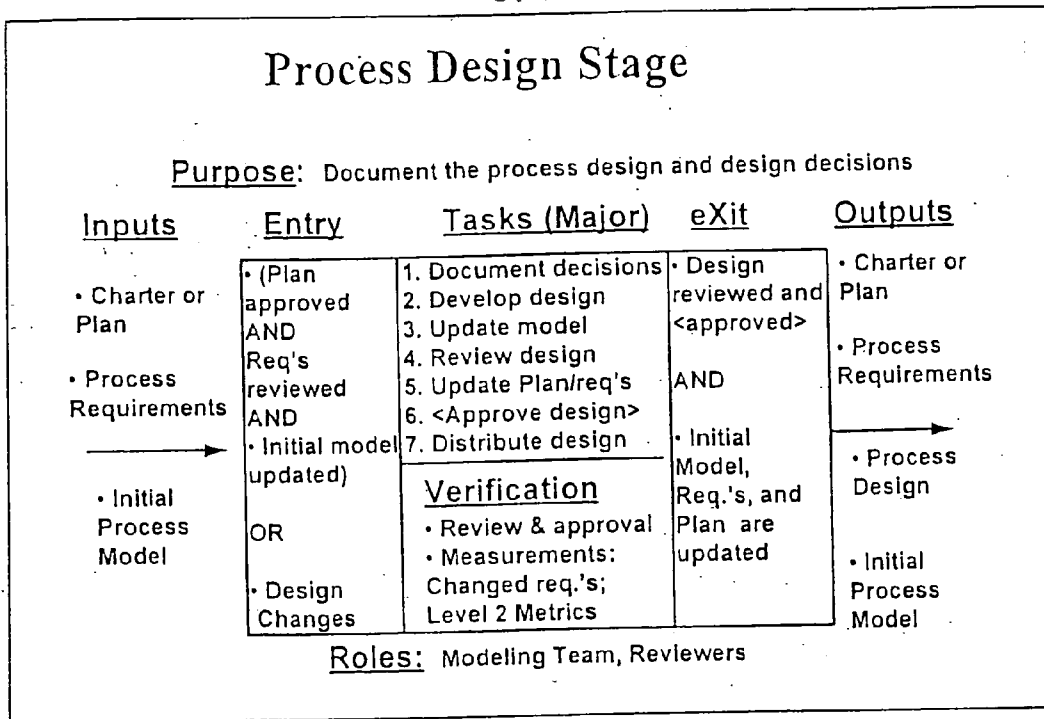 Process Design Stage
Purpose: Document the process design and design decisions
Inputs
• Charter or
Plan
• Process
Requirements
• Initial
Process
Model
Entry
• (Plan
approved
AND
Req's
reviewed
AND
• Initial model
updated)
OR
• Design
Changes
Tasks (Major)
1. Document decisions
2. Develop design
3. Update model
4. Review design
5. Update Plan/req's
6. <Approve design>
7. Distribute design
Verification
• Review & approval
• Measurements:
Changed req.'s;
Level 2 Metrics
eXit
• Design
reviewed and
<approved>
AND
• Initial
Model,
Req.'s, and
Plan are
updated
Outputs
• Charter or
Plan
• Process
Requirements
• Process
Design
• Initial
Process
Model
Roles: Modeling Team, Reviewers